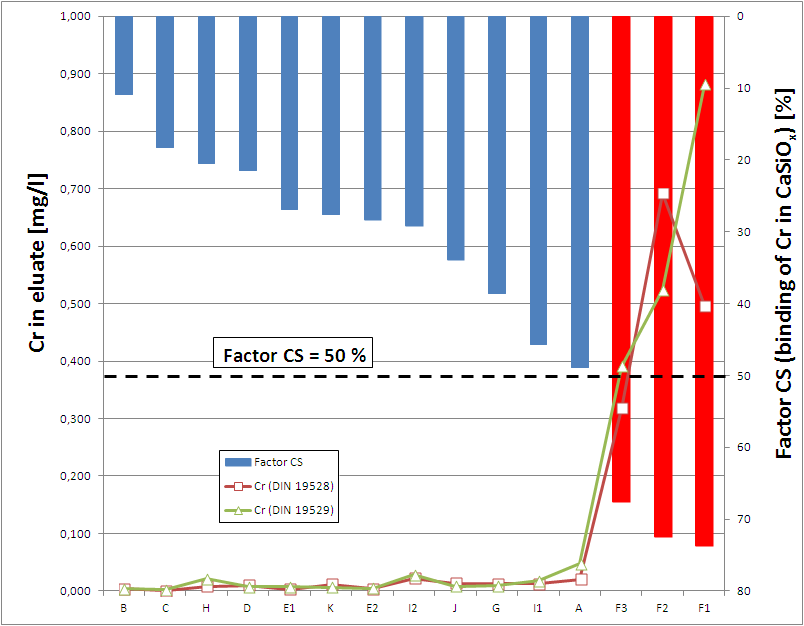 1,000
0,900
0,800
0,700
0,600
0,500
0,400
0,300
0,200
0,100
0,000
Cr in eluate [mg/l]
Factor CS = 50 %
Factor CS
Cr (DIN 19528)
Cr (DIN 19529)
B C H D E1 K E2 I2 J G I1 A F3 F2 F1
0
10
20
30
40
50
60
70
80
Factor CS (binding of Cr in CaSiOx) [%]